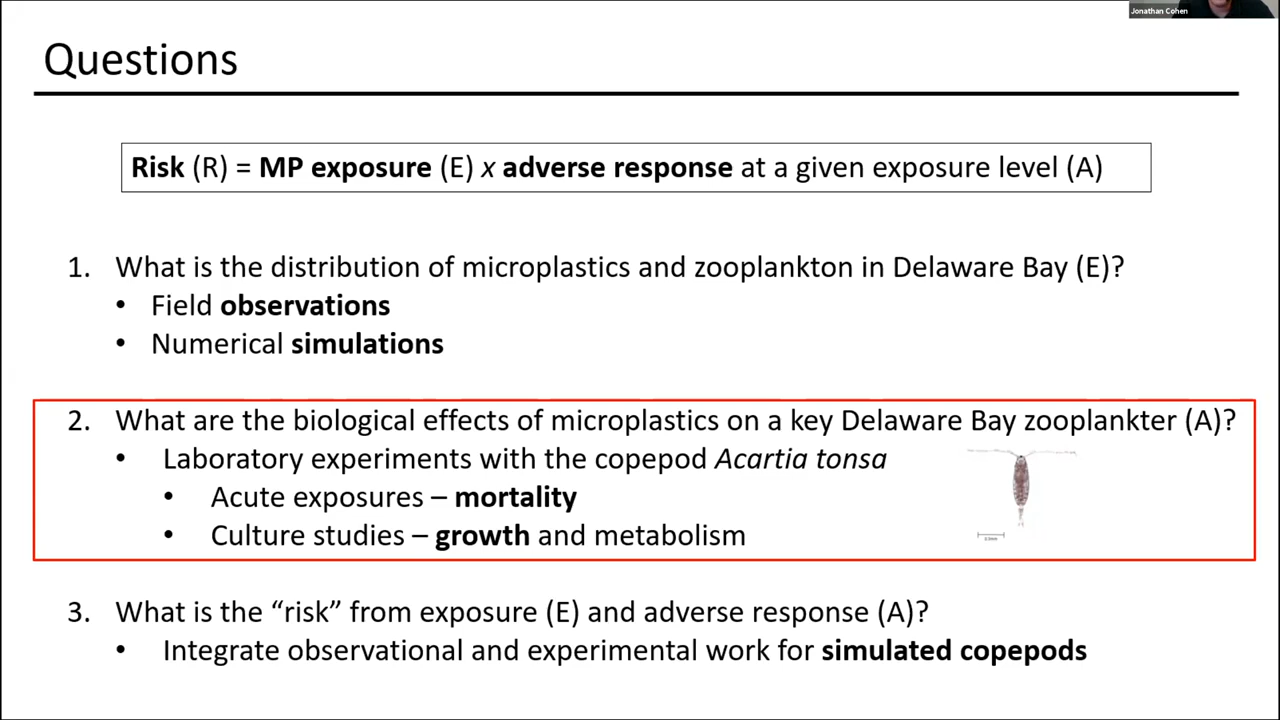 Jonathan Cohen
Questions
Risk (R) = MP exposure (E) x adverse response at a given exposure level (A)
1. What is the distribution of microplastics and zooplankton in Delaware Bay (E)?
• Field observations
• Numerical simulations
2. What are the biological effects of microplastics on a key Delaware Bay zooplankter (A)?
• Laboratory experiments with the copepod Acartia tonsa
• Acute exposures – mortality
• Culture studies – growth and metabolism
3. What is the “risk” from exposure (E) and adverse response (A)?
• Integrate observational and experimental work for simulated copepods